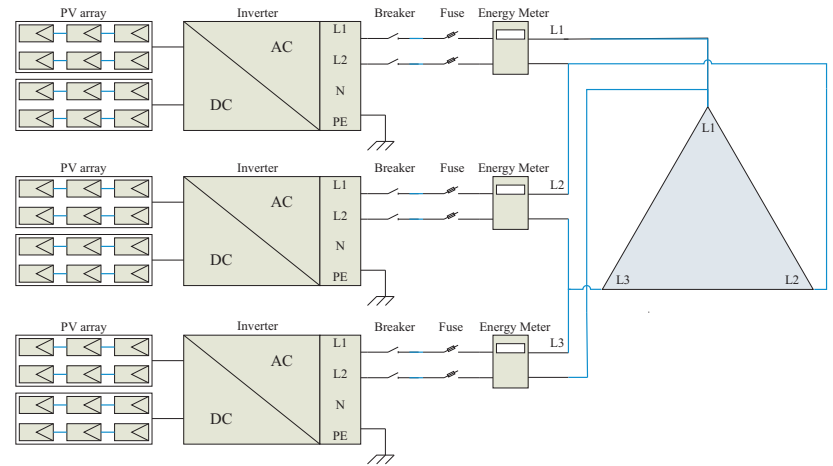 PV array Inverter Breaker Fuse Energy Meter
L1 L1
AC
L2
DC
N
PE
L1
PV array Inverter Breaker Fuse Energy Meter
L1 L2
AC
L2
DC
N
PE
L3 L2
PV array Inverter Breaker Fuse Energy Meter
L1 L3
AC
L2
DC
N
PE